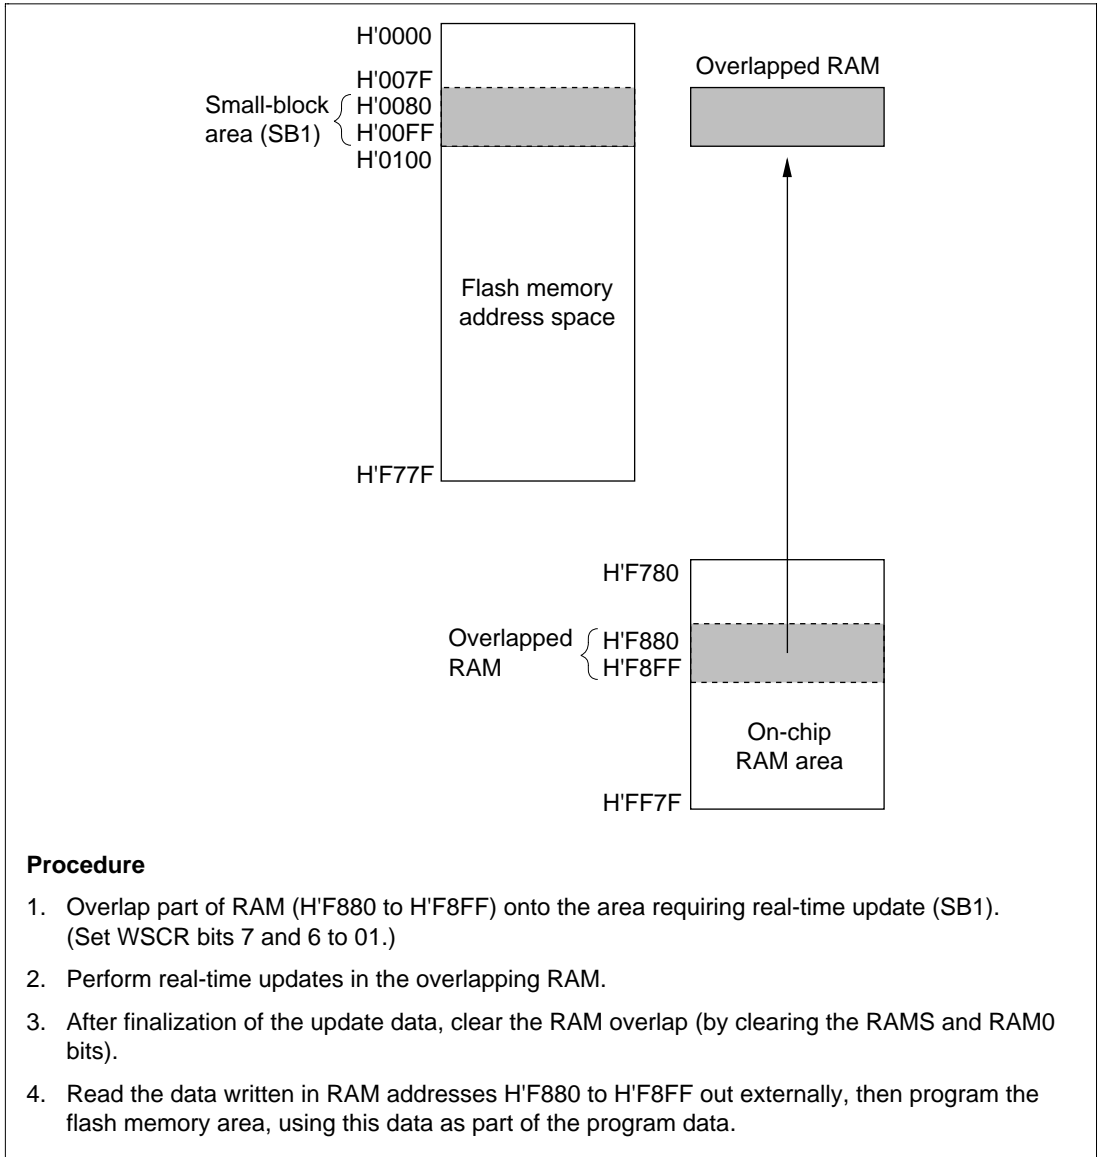 H'0000
H'007F
Small-block
area (SB1)
H'0080
H'00FF
H'0100
Overlapped RAM
Flash memory
address space
H'F77F
H'F780
Overlapped
RAM
H'F880
H'F8FF
On-chip
RAM area
H'FF7F
Procedure
1. Overlap part of RAM (H'F880 to H'F8FF) onto the area requiring real-time update (SB1).
(Set WSCR bits 7 and 6 to 01.)
2. Perform real-time updates in the overlapping RAM.
3. After finalization of the update data, clear the RAM overlap (by clearing the RAMS and RAM0
bits).
4. Read the data written in RAM addresses H'F880 to H'F8FF out externally, then program the
flash memory area, using this data as part of the program data.